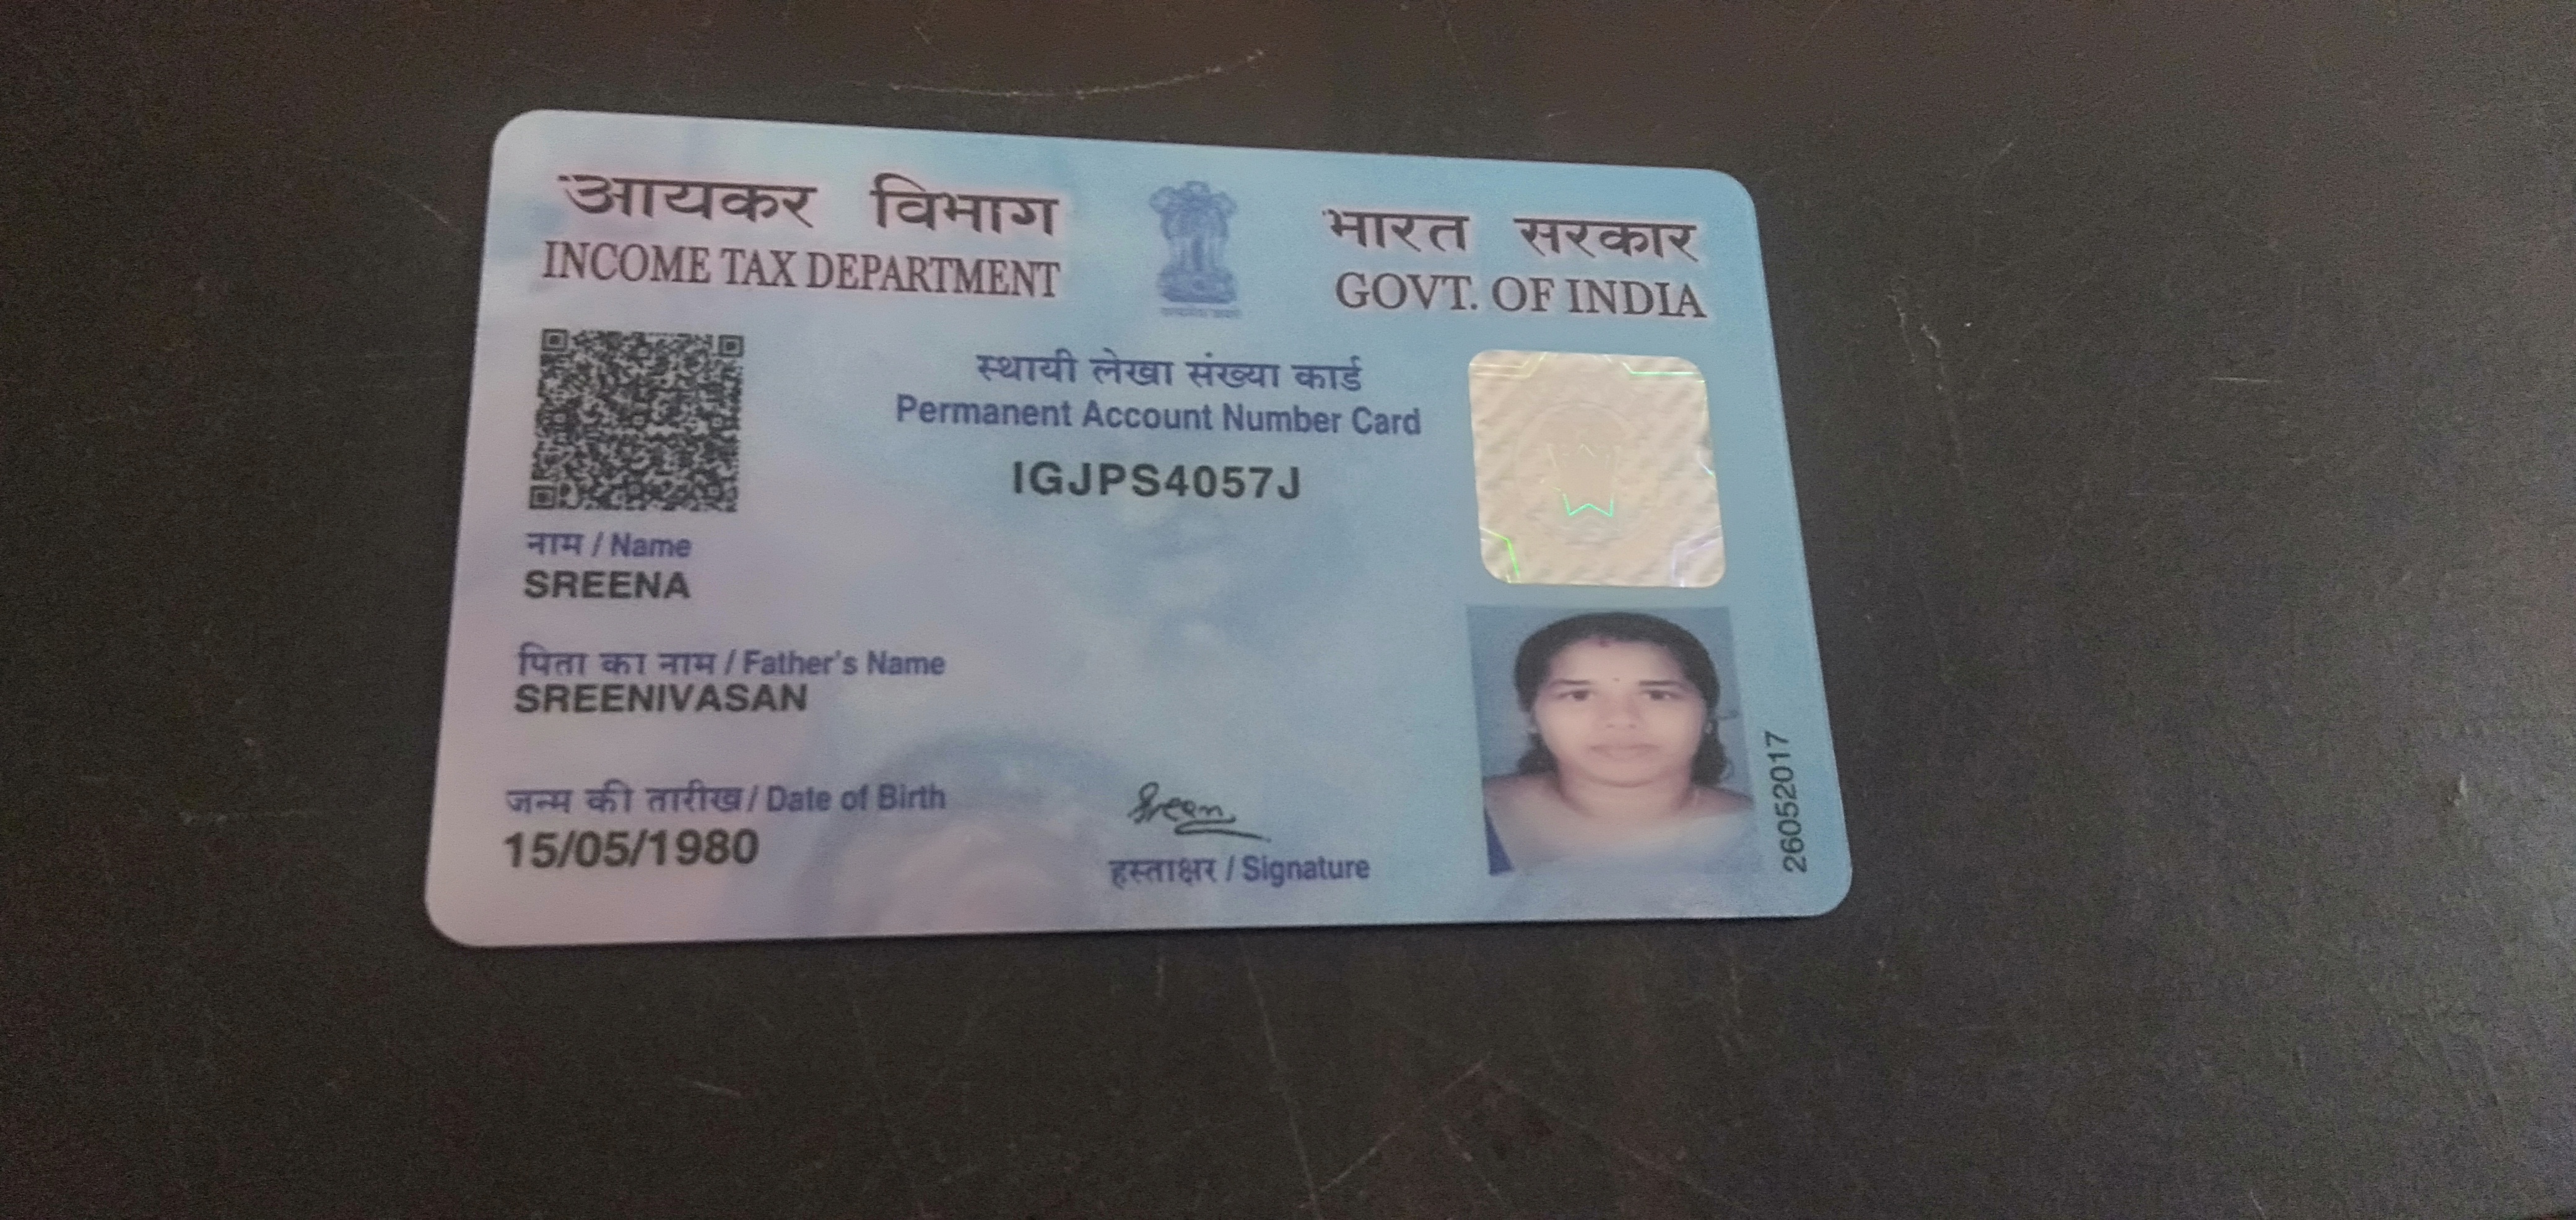 आयकर विभाग
INCOME TAX DEPARTMENT
भारत सरकार
GOVT. OF INDIA
स्थायी लेखा संख्या कार्ड
Permanent Account Number Card
IGJPS4057J
नाम / Name
SREENA
पिता का नाम / Father's Name
SREENIVASAN
जन्म की तारीख / Date of Birth
15/05/1980
हस्ताक्षर / Signature
26052017